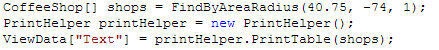 CoffeeShop[] shops = FindByAreaRadius(40.75, -74, 1);
PrintHelper printHelper = new PrintHelper();
ViewData["Text"] = printHelper.PrintTable(shops);